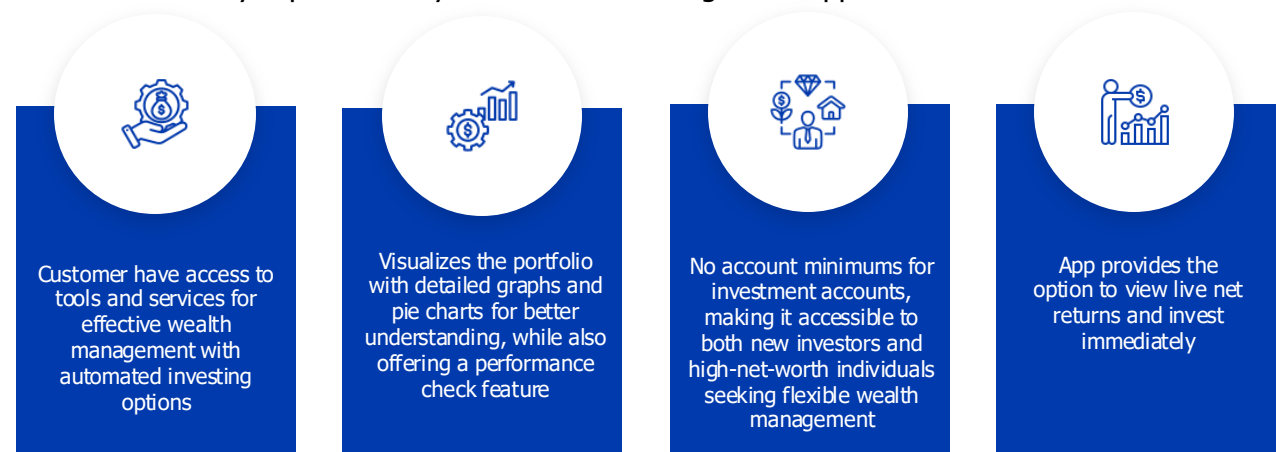 Customer have access to
tools and services for
effective wealth
management with
automated investing
options
Visualizes the portfolio
with detailed graphs and
pie charts for better
understanding, while also
offering a performance
check feature
No account minimums for
investment accounts,
making it accessible to
both new investors and
high-net-worth individuals
seeking flexible wealth
management
App provides the
option to view live net
returns and invest
immediately